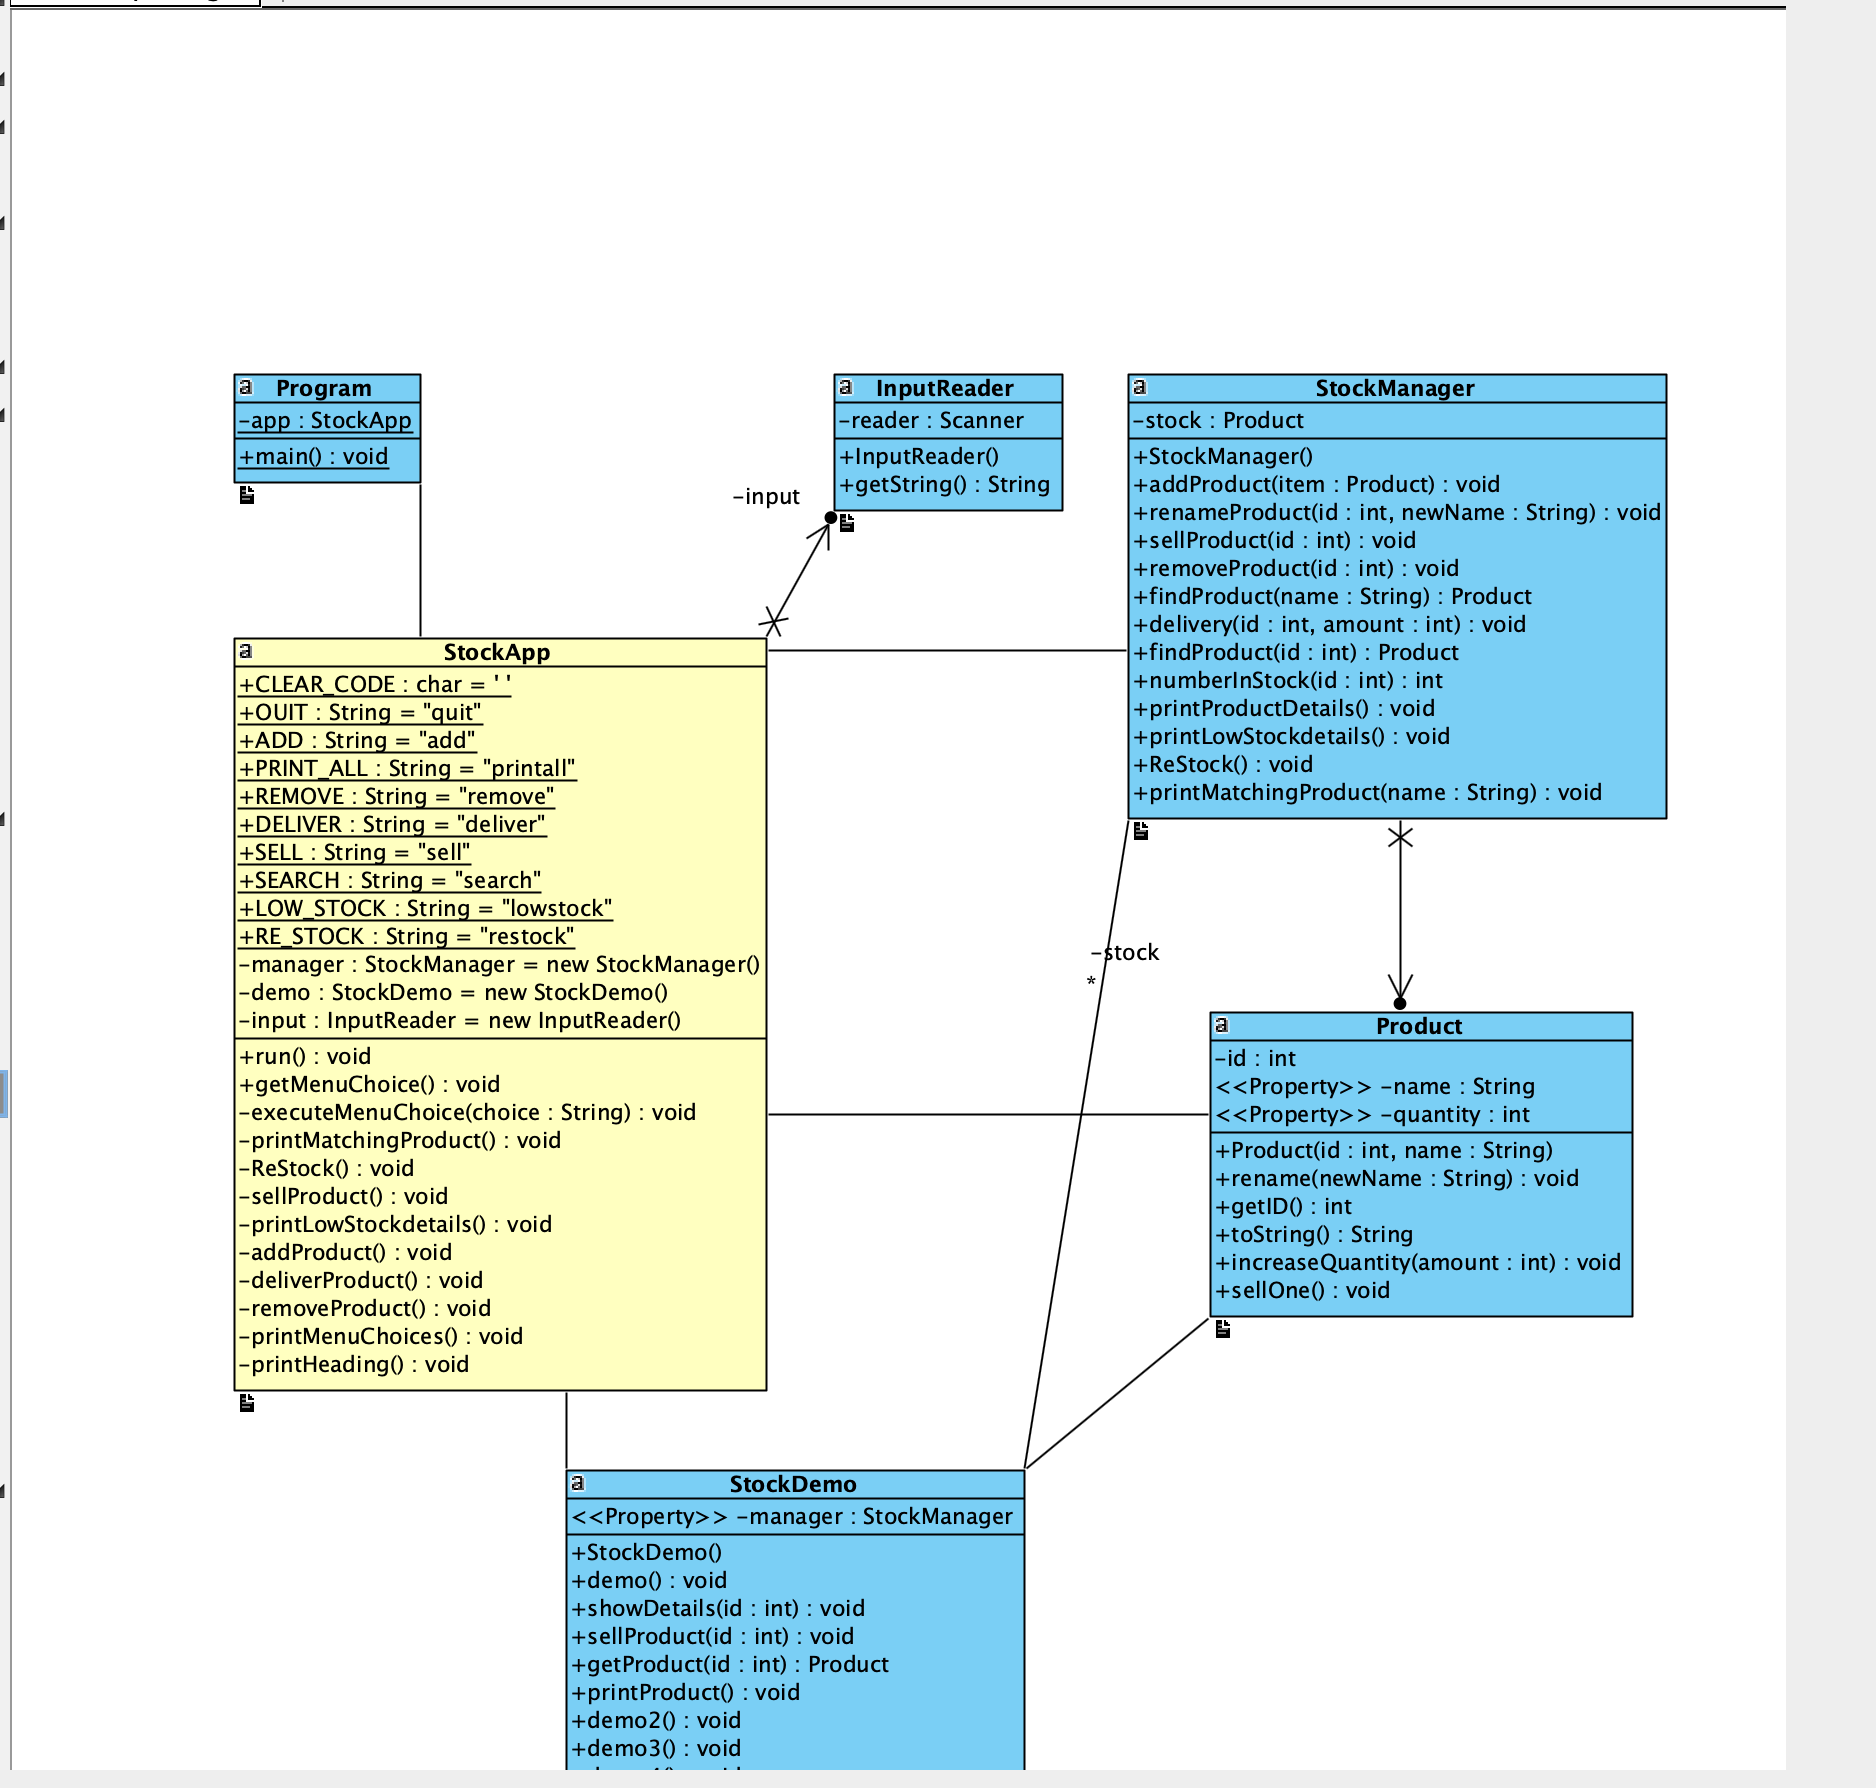 Program
-app : StockApp
+main() : void
InputReader
-reader : Scanner
+InputReader()
+getString() : String
StockManager
-stock : Product
+StockManager()
+addProduct(item : Product) : void
+renameProduct(id : int, newName : String) : void
+sellProduct(id : int) : void
+removeProduct(id : int) : void
+findProduct(name : String) : Product
+delivery(id : int, amount : int) : void
+findProduct(id : int) : Product
+numberInStock(id : int) : int
+printProductDetails() : void
+printLowStockdetails() : void
+ReStock() : void
+printMatchingProduct(name : String) : void
-input
StockApp
+CLEAR_CODE : char = ' '
+OUIT : String = "quit"
+ADD : String = "add"
+PRINT_ALL : String = "printall"
+REMOVE : String = "remove"
+DELIVER : String = "deliver"
+SELL : String = "sell"
+SEARCH : String = "search"
+LOW_STOCK : String = "lowstock"
+RE_STOCK : String = "restock"
-manager : StockManager = new StockManager()
-demo : StockDemo = new StockDemo()
-input : InputReader = new InputReader()
+run() : void
+getMenuChoice() : void
-executeMenuChoice(choice : String) : void
-printMatchingProduct() : void
-ReStock() : void
-sellProduct() : void
-printLowStockdetails() : void
-addProduct() : void
-deliverProduct() : void
-removeProduct() : void
-printMenuChoices() : void
-printHeading() : void
-stock
*
Product
-id : int
<<Property>> -name : String
<<Property>> -quantity : int
+Product(id : int, name : String)
+rename(newName : String) : void
+getID() : int
+toString() : String
+increaseQuantity(amount : int) : void
+sellOne() : void
StockDemo
<<Property>> -manager : StockManager
+StockDemo()
+demo() : void
+showDetails(id : int) : void
+sellProduct(id : int) : void
+getProduct(id : int) : Product
+printProduct() : void
+demo2() : void
+demo3() : void